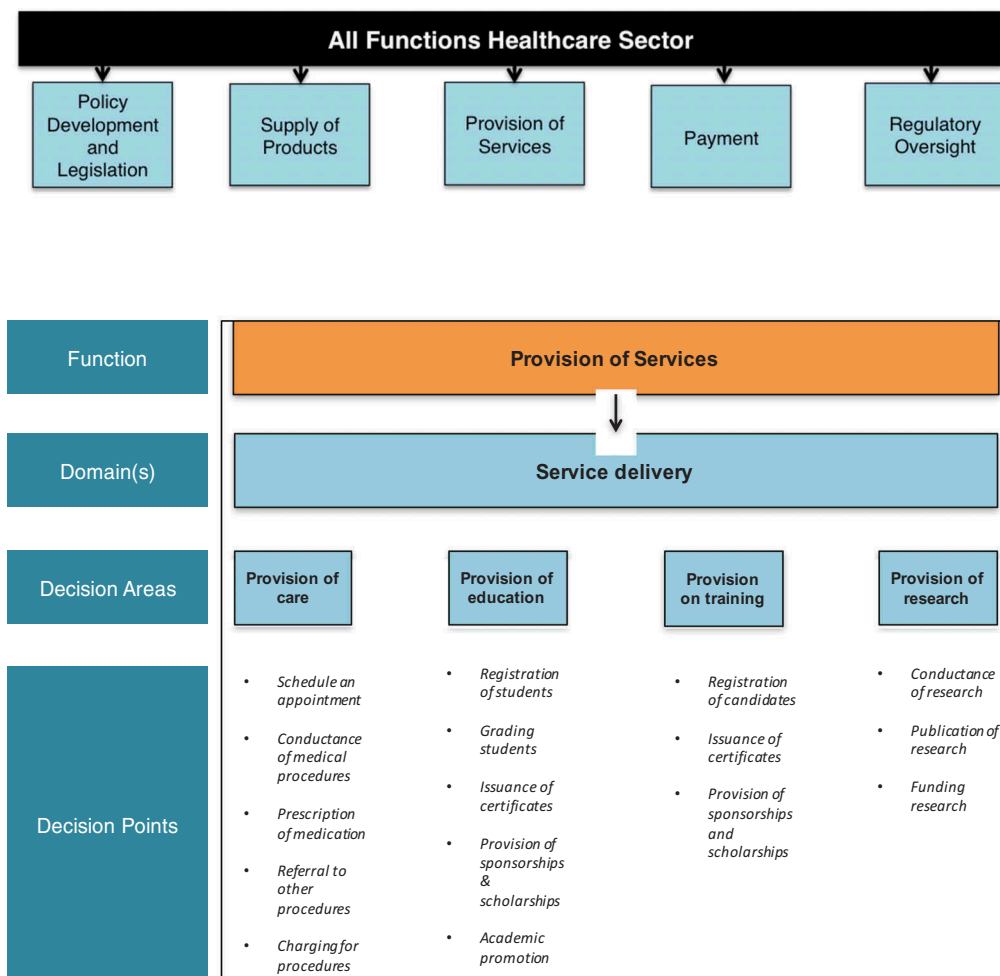 All Functions Healthcare Sector
Policy
Development
and
Legislation
Supply of
Products
Provision of
Services
Payment
Regulatory
Oversight
Function
Provision of Services
Domain(s)
Service delivery
Decision Areas
Provision of
care
Provision of
education
Provision
on training
Provision of
research
Decision Points
• Schedule an
appointment
• Conductance
of medical
procedures
• Prescription
of medication
• Referral to
other
procedures
• Charging for
procedures
• Registration
of students
• Grading
students
• Issuance of
certificates
• Provision of
sponsorships
&
scholarships
• Academic
promotion
• Registration
of candidates
• Issuance of
certificates
• Provision of
sponsorships
and
scholarships
• Conductance
of research
• Publication of
research
• Funding
research